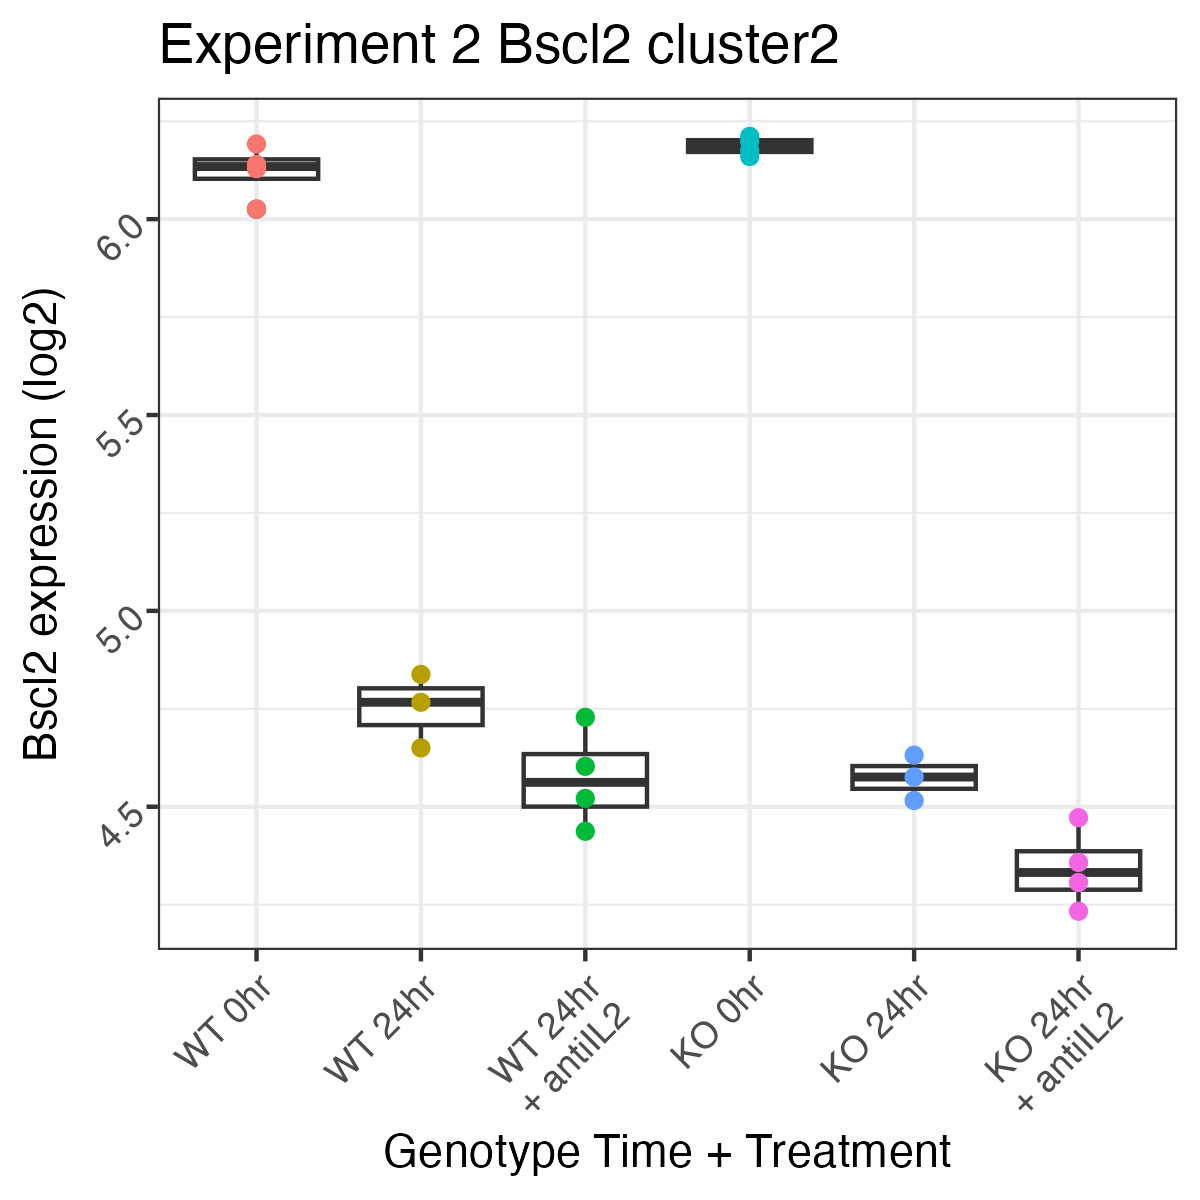 Experiment 2 Bscl2 cluster2
Bscl2 expression (log2)
6.0
5.5
5.0
4.5
WT 0hr
WT 24hr
WT 24hr
+ antiIL2
KO 0hr
KO 24hr
KO 24hr
+ antiIL2
Genotype Time + Treatment